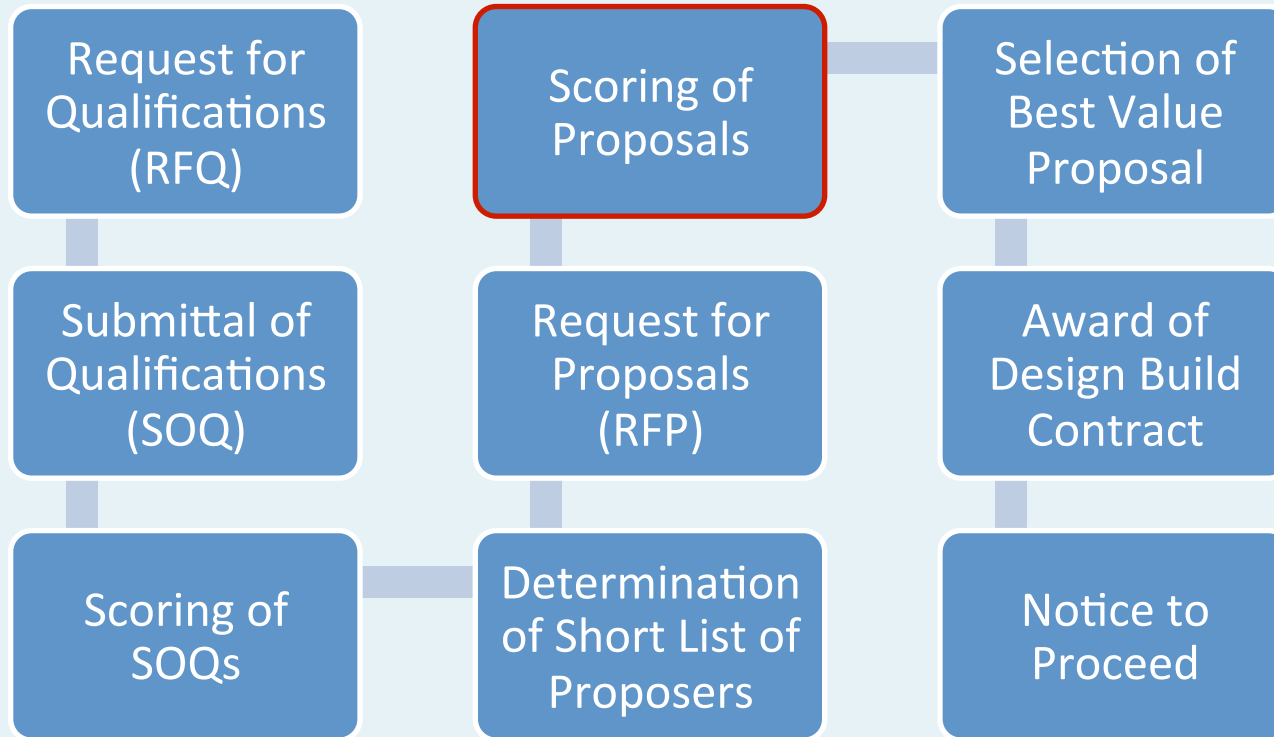 Request for
Qualifications
(RFQ)
Submittal of
Qualifications
(SOQ)
Scoring of
SOQs
Determination
of Short List of
Proposers
Request for
Proposals
(RFP)
Scoring of
Proposals
Selection of
Best Value
Proposal
Award of
Design Build
Contract
Notice to
Proceed